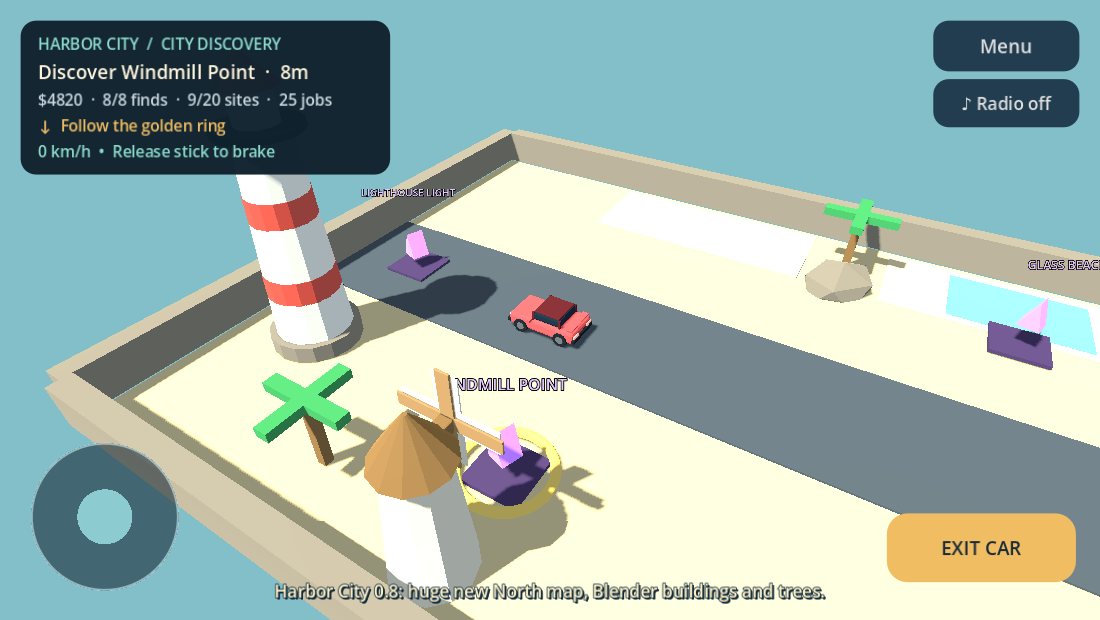 HARBOR CITY / CITY DISCOVERY
Discover Windmill Point · 8m
$4820 · 8/8 finds · 9/20 sites · 25 jobs
↓ Follow the golden ring
0 km/h • Release stick to brake
Menu
♪ Radio off
LIGHTHOUSE LIGHT
GLASS BEAC
NDMILL POINT
EXIT CAR
Harbor City 0.8: huge new North map, Blender buildings and trees.